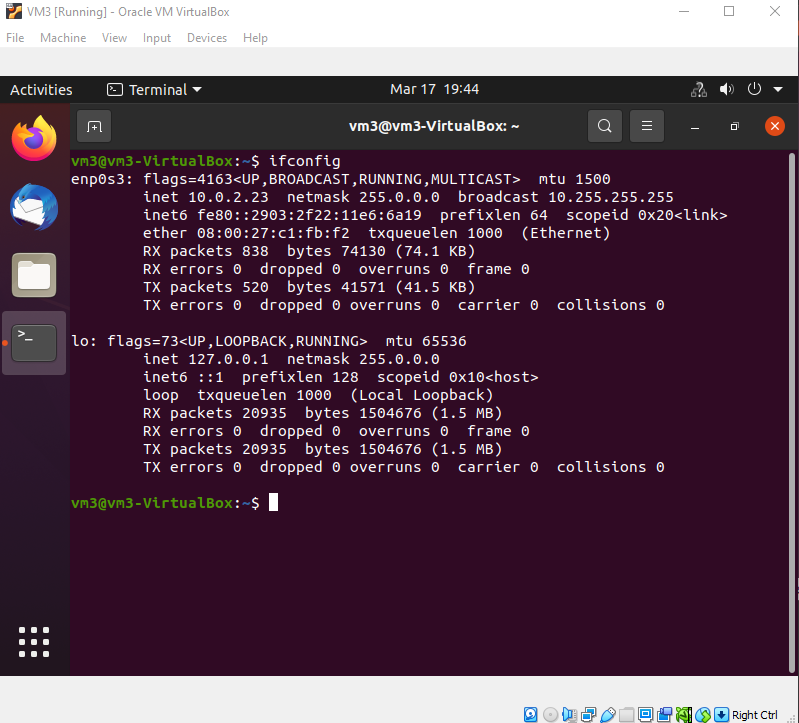 VM3 [Running] - Oracle VM VirtualBox
File Machine View Input Devices Help
Activities Terminal Mar 17 19:44
vm3@vm3-VirtualBox: ~
vm3@vm3-VirtualBox:~$ ifconfig
enp0s3: flags=4163<UP,BROADCAST,RUNNING,MULTICAST>  mtu 1500
        inet 10.0.2.23  netmask 255.0.0.0  broadcast 10.255.255.255
        inet6 fe80::2903:2f22:11e6:6a19  prefixlen 64  scopeid 0x20<link>
        ether 08:00:27:c1:fb:f2  txqueuelen 1000  (Ethernet)
        RX packets 838  bytes 74130 (74.1 KB)
        RX errors 0  dropped 0  overruns 0  frame 0
        TX packets 520  bytes 41571 (41.5 KB)
        TX errors 0  dropped 0 overruns 0  carrier 0  collisions 0
lo: flags=73<UP,LOOPBACK,RUNNING>  mtu 65536
        inet 127.0.0.1  netmask 255.0.0.0
        inet6 ::1  prefixlen 128  scopeid 0x10<host>
        loop  txqueuelen 1000  (Local Loopback)
        RX packets 20935  bytes 1504676 (1.5 MB)
        RX errors 0  dropped 0  overruns 0  frame 0
        TX packets 20935  bytes 1504676 (1.5 MB)
        TX errors 0  dropped 0 overruns 0  carrier 0  collisions 0
vm3@vm3-VirtualBox:~$
Right Ctrl